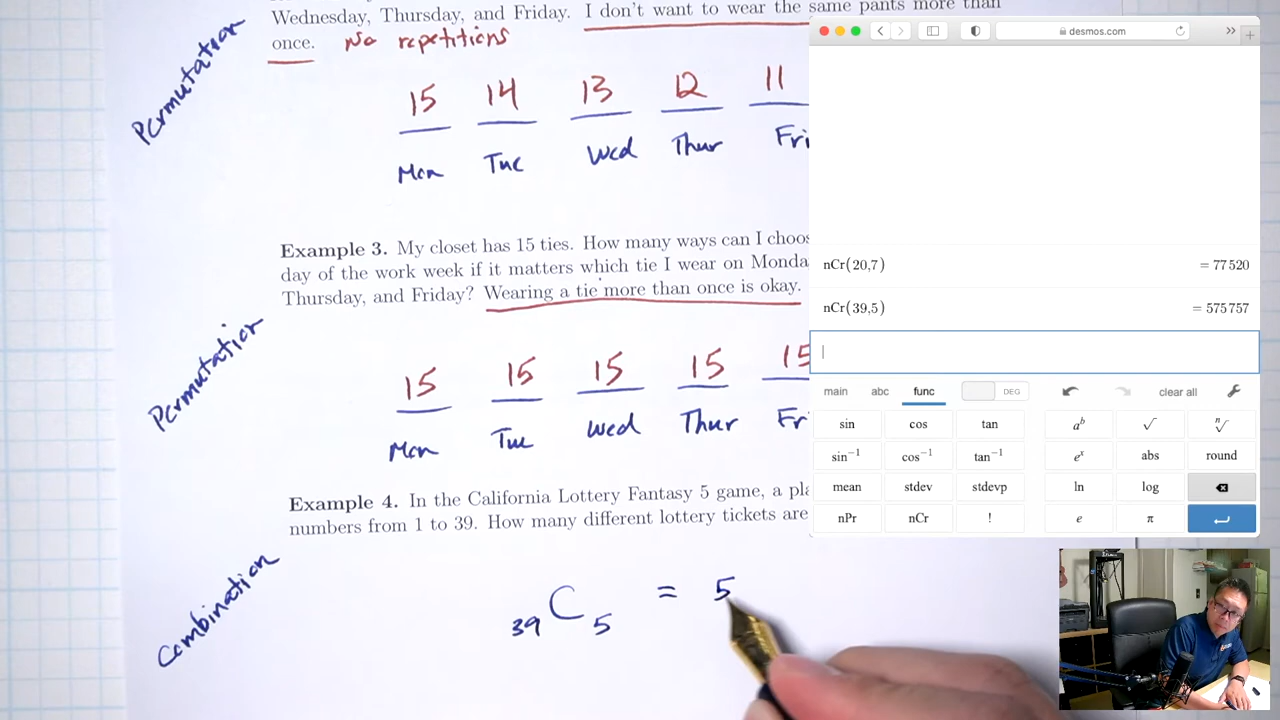 Wednesday, Thursday, and Friday. I don't want to wear the same pants more than
once. No repetitions
Permutation
15 14 13 12 11
Mon Tue Wed Thur Fri
Example 3. My closet has 15 ties. How many ways can I choos
day of the work week if it matters which tie I wear on Monda
Thursday, and Friday? Wearing a tie more than once is okay.
Permutation
15 15 15 15 15
Mon Tue Wed Thur Fr
Example 4. In the California Lottery Fantasy 5 game, a pla
numbers from 1 to 39. How many different lottery tickets are
Combination
39 C 5 = 5
desmos.com
nCr(20,7) = 77520
nCr(39,5) = 575757
main abc func DEG clear all
sin cos tan a^b √ ⁿ√
sin⁻¹ cos⁻¹ tan⁻¹ eˣ abs round
mean stdev stdevp ln log
nPr nCr ! e π